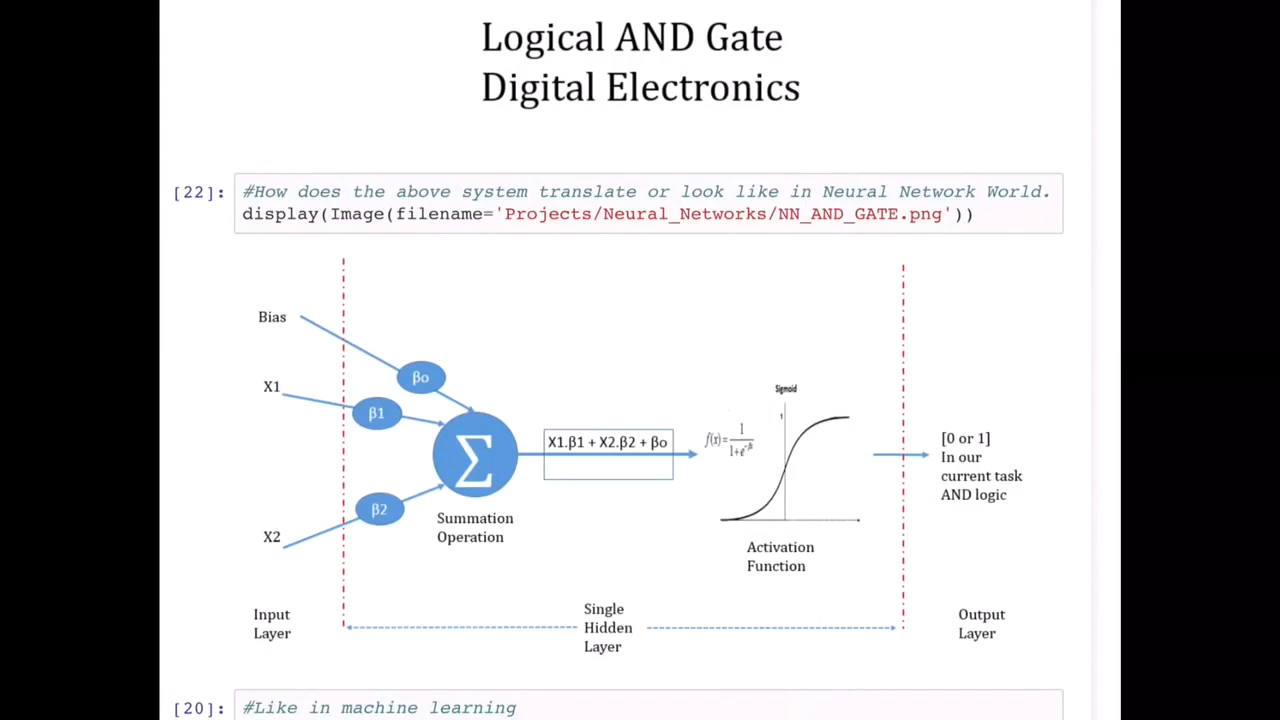 Logical AND Gate
Digital Electronics
[22]: #How does the above system translate or look like in Neural Network World.
display(Image(filename='Projects/Neural_Networks/NN_AND_GATE.png'))
Bias
βo
X1
β1
Σ
β2
X2
Summation
Operation
X1.β1 + X2.β2 + βo
Sigmoid
1
f(x)=
1
Activation
Function
[0 or 1]
In our
current task
AND logic
Input
Layer
Single
Hidden
Layer
Output
Layer
[20]: #Like in machine learning